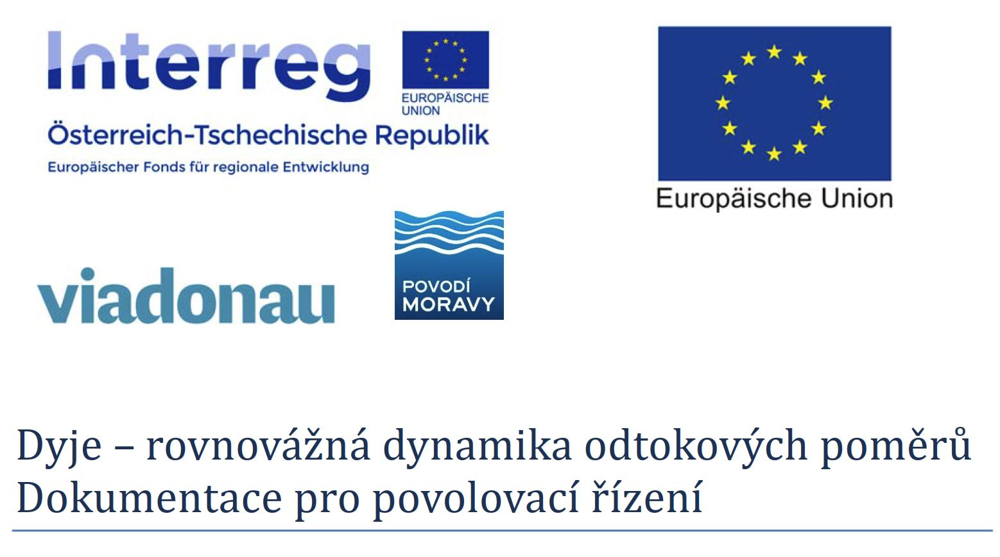 Interreg
EUROPÄISCHE
UNION
Österreich-Tschechische Republik
Europäischer Fonds für regionale Entwicklung
Europäische Union
viadonau
POVODÍ
MORAVY
Dyje – rovnovážná dynamika odtokových poměrů
Dokumentace pro povolovací řízení